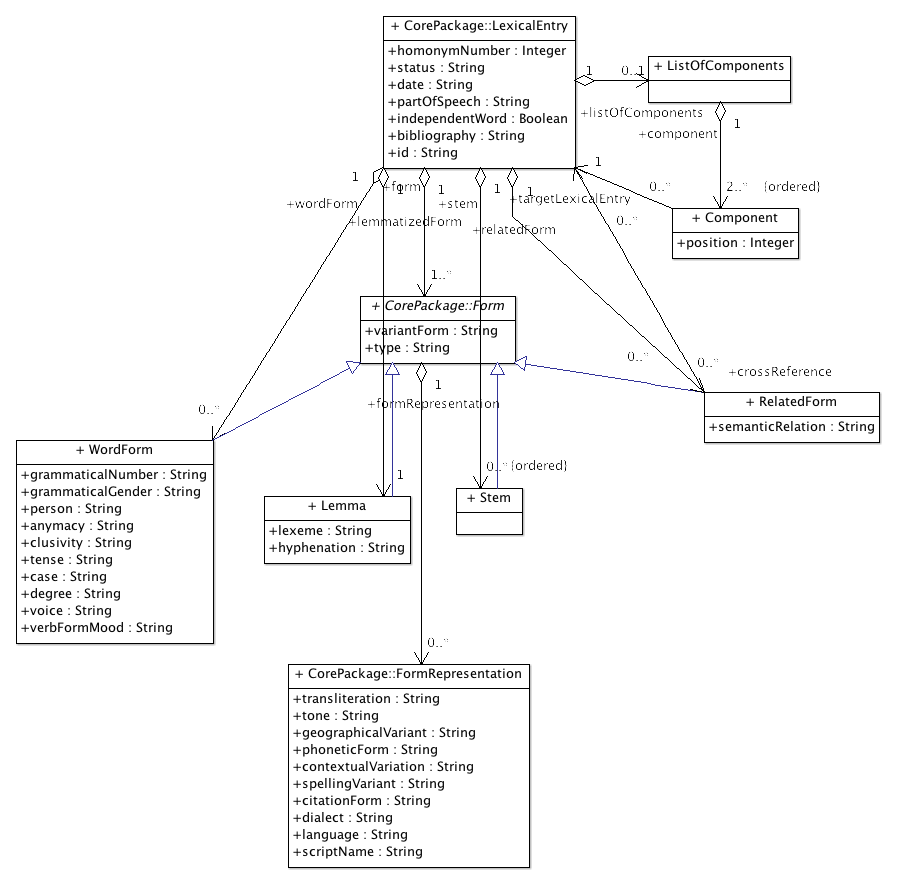 + CorePackage::LexicalEntry
+homonymNumber : Integer
+status : String
+date : String
+partOfSpeech : String
+independentWord : Boolean
+bibliography : String
+id : String
1
0..1
+ ListOfComponents
+listOfComponents
1
+component
2..* (ordered)
+ Component
+position : Integer
0..*
1
+targetLexicalEntry
0..*
1
+wordForm
1
+lemmatizedForm
+form
1
+stem
1
+relatedForm
1
1..*
+ CorePackage::Form
+variantForm : String
+type : String
0..*
0..*
+crossReference
+ RelatedForm
+semanticRelation : String
1
+formRepresentation
0..*
+ WordForm
+grammaticalNumber : String
+grammaticalGender : String
+person : String
+anymacy : String
+clusivity : String
+tense : String
+case : String
+degree : String
+voice : String
+verbFormMood : String
1
+ Lemma
+lexeme : String
+hyphenation : String
0..* (ordered)
+ Stem
0..*
+ CorePackage::FormRepresentation
+transliteration : String
+tone : String
+geographicalVariant : String
+phoneticForm : String
+contextualVariation : String
+spellingVariant : String
+citationForm : String
+dialect : String
+language : String
+scriptName : String